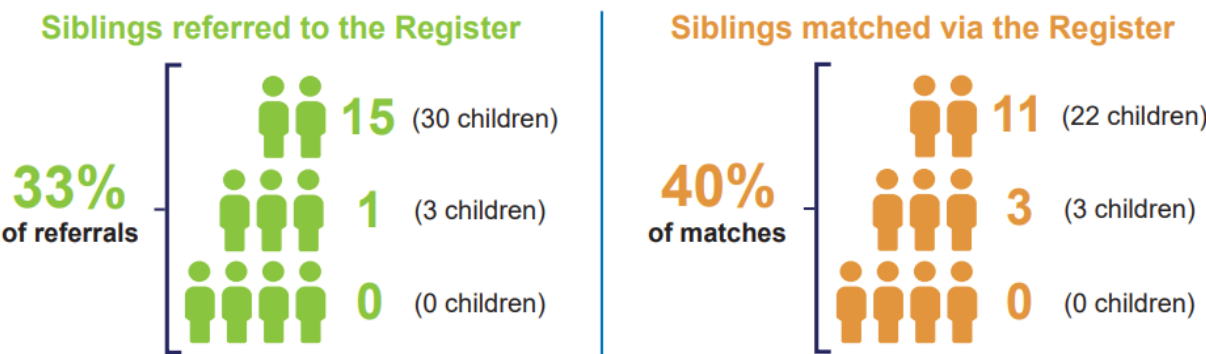 Siblings referred to the Register
15 (30 children)
33%
of referrals
1 (3 children)
0 (0 children)
Siblings matched via the Register
11 (22 children)
40%
of matches
3 (3 children)
0 (0 children)